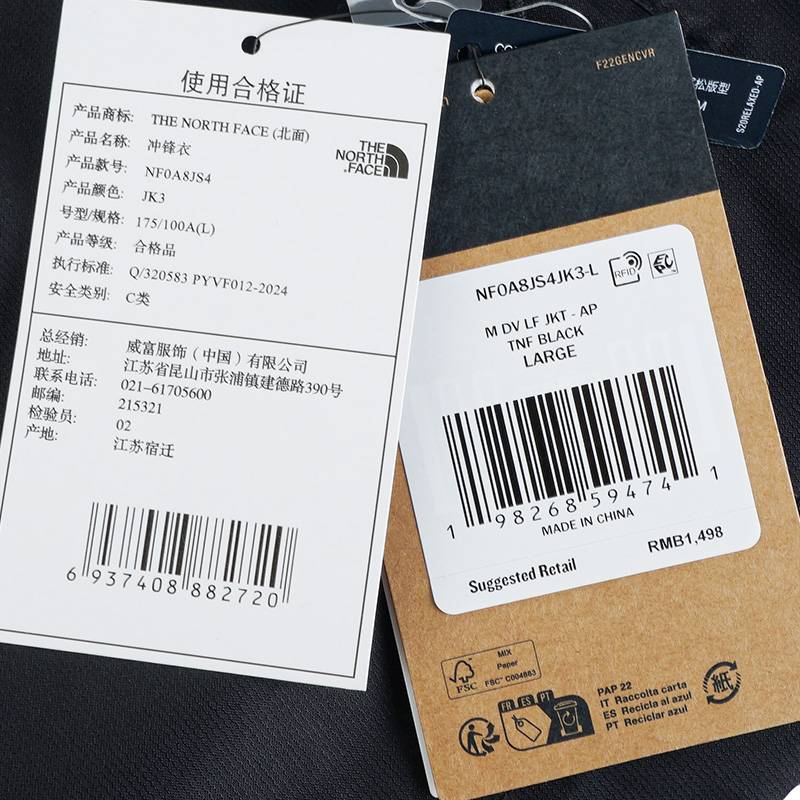 使用合格证
产品商标: THE NORTH FACE (北面)
产品名称: 冲锋衣
产品款号: NF0A8JS4
产品颜色: JK3
号型/规格: 175/100A(L)
产品等级: 合格品
执行标准: Q/320583 PYVF012-2024
安全类别: C类
THE
NORTH
FACE
总经销: 威富服饰（中国）有限公司
地址: 江苏省昆山市张浦镇建德路390号
联系电话: 021-61705600
邮编: 215321
检验员: 02
产地: 江苏宿迁
6 937408 882720
F22GENCVR
松版型
S20RELAXED-AP
NF0A8JS4JK3-L
RFID
EPC
M DV LF JKT - AP
TNF BLACK
LARGE
1 98268 59474 1
MADE IN CHINA
Suggested Retail RMB1,498
FSC
MIX
Paper
FSC™ C004883
FR ES PT
PAP 22
IT Raccolta carta
ES Recicla al azul
PT Reciclar azul
紙